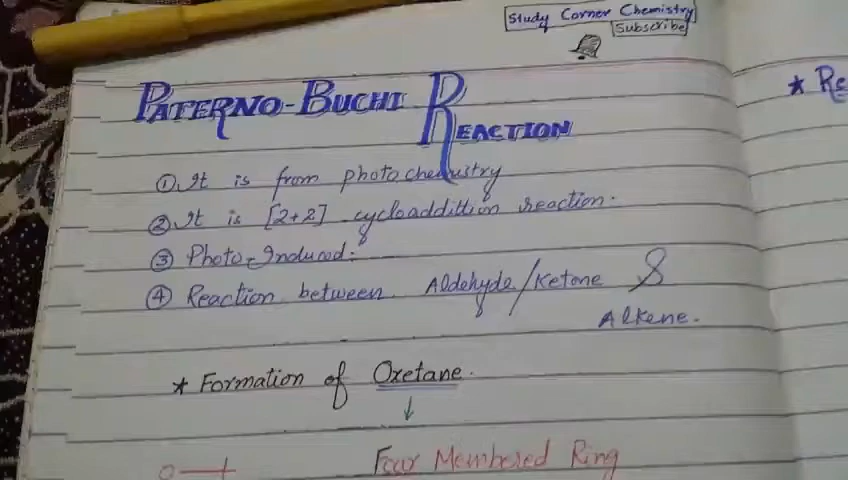 Study Corner Chemistry
Subscribe
PATERNO-BUCHI REACTION
★ Re
① It is from photochemistry
② It is [2+2] cycloaddittion reaction.
③ Photo-Induced.
④ Reaction between Aldehyde/Ketone &
Alkene.
★ Formation of Oxetane.
↓
Four Membered Ring